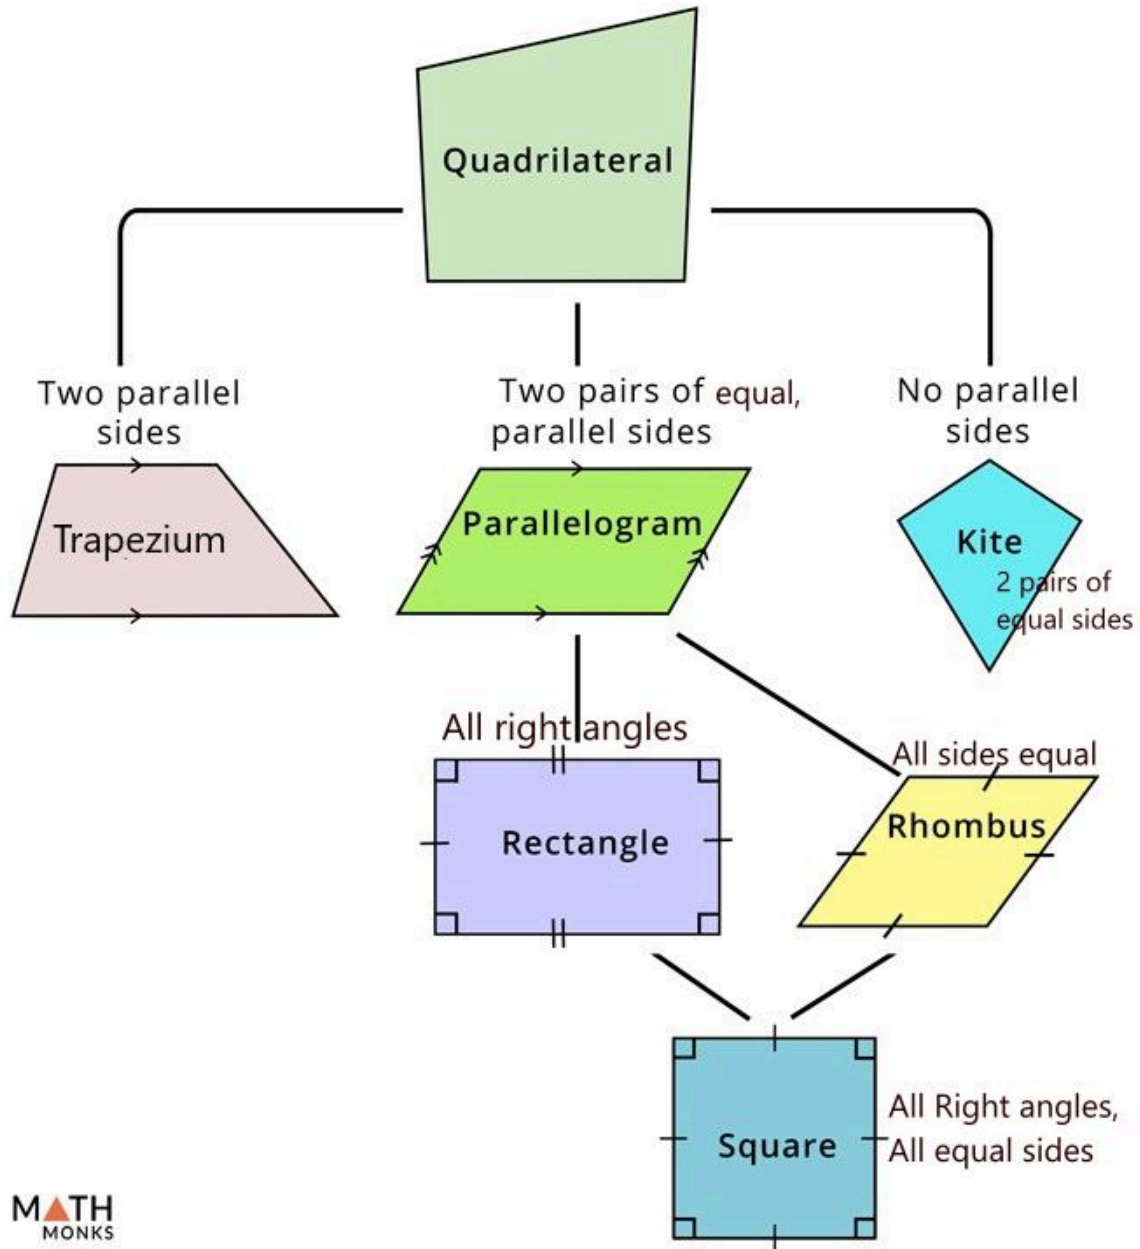 Quadrilateral
Two parallel
sides
Two pairs of equal,
parallel sides
No parallel
sides
Trapezium
Parallelogram
Kite
2 pairs of
equal sides
All right angles
All sides equal
Rectangle
Rhombus
Square
All Right angles,
All equal sides
MATH
MONKS